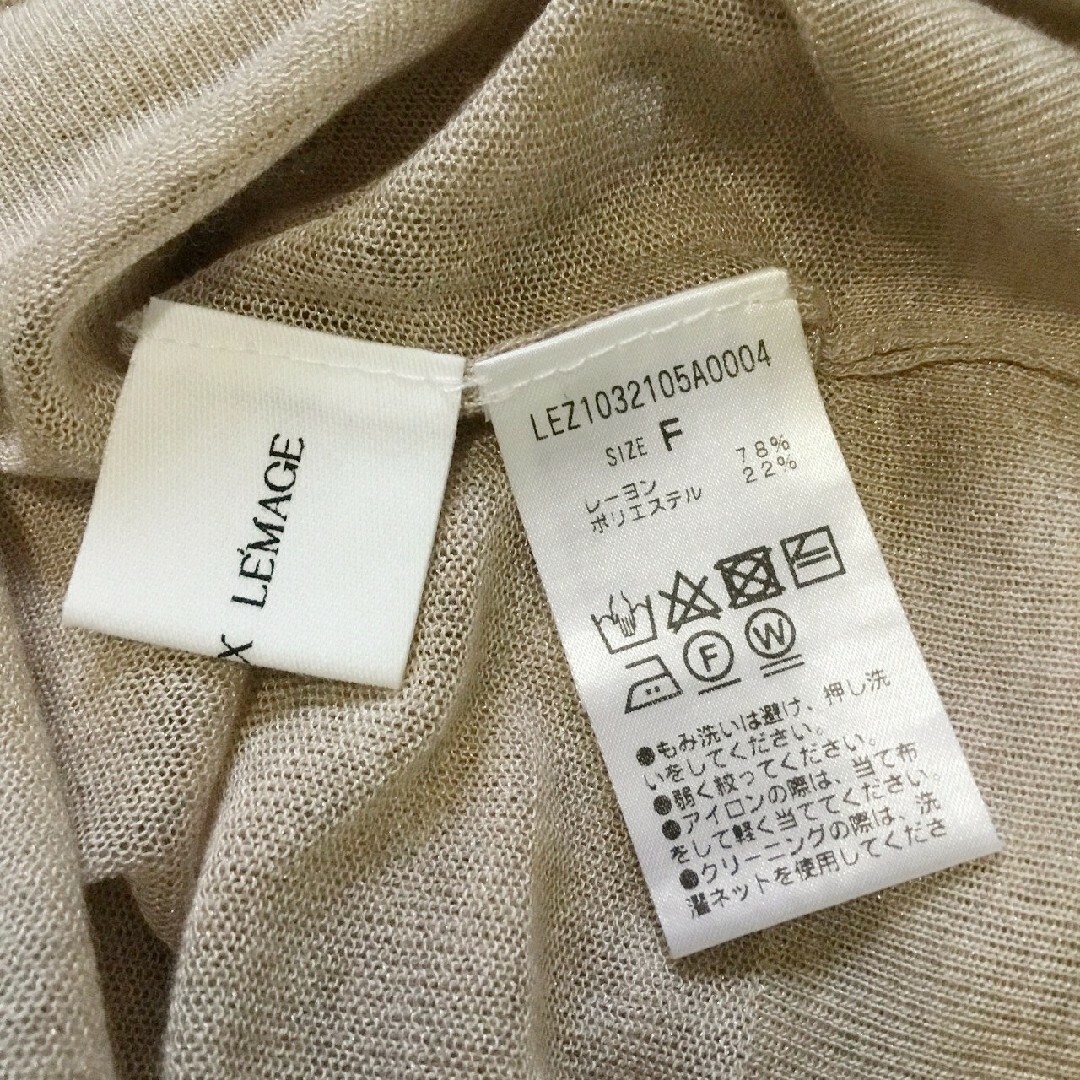 X LE'MAGE
LEZ1032105A0004
SIZE F
レーヨン 78%
ポリエステル 22%
F W
●もみ洗いは避け、押し洗
いをしてください。
●弱く絞ってください。
●アイロンの際は、当て布
をして軽く当ててください。
●クリーニングの際は、洗
濯ネットを使用してくださ